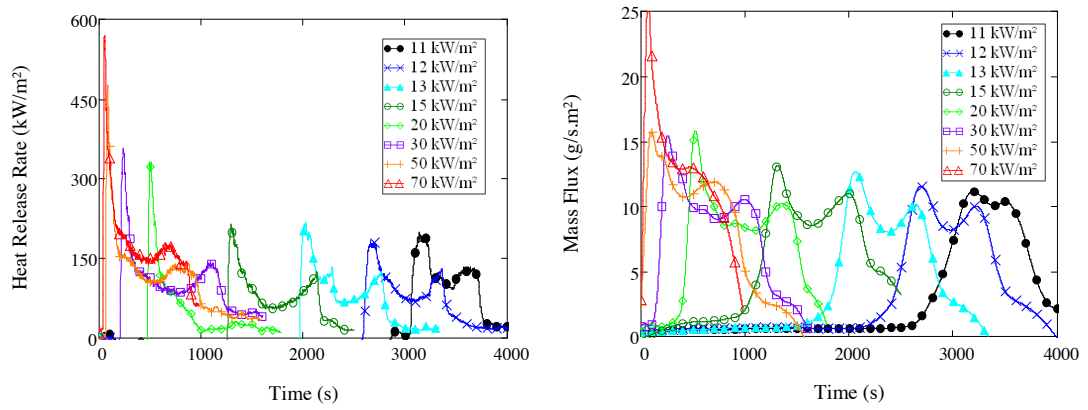 600
450
300
150
0
Heat Release Rate (kW/m²)
0
1000
2000
3000
4000
Time (s)
11 kW/m²
12 kW/m²
13 kW/m²
15 kW/m²
20 kW/m²
30 kW/m²
50 kW/m²
70 kW/m²
25
20
15
10
5
0
Mass Flux (g/s.m²)
0
1000
2000
3000
4000
Time (s)
11 kW/m²
12 kW/m²
13 kW/m²
15 kW/m²
20 kW/m²
30 kW/m²
50 kW/m²
70 kW/m²